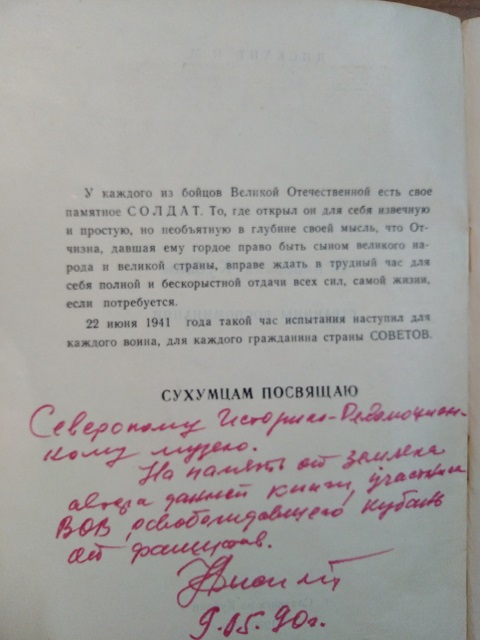 У каждого из бойцов Великой Отечественной есть свое
памятное СОЛДАТ. То, где открыл он для себя извечную
и простую, но необъятную в глубине своей мысль, что От-
чизна, давшая ему гордое право быть сыном великого на-
рода и великой страны, вправе ждать в трудный час для
себя полной и бескорыстной отдачи всех сил, самой жизни,
если потребуется.
22 июня 1941 года такой час испытания наступил для
каждого воина, для каждого гражданина страны СОВЕТОВ.
СУХУМЦАМ ПОСВЯЩАЮ
Северскому Историко-
кому музею.
На память от земляка
автора данной книги, участника
ВОВ, освобождавшего Кубань
от фашистов.
9.05.90г.